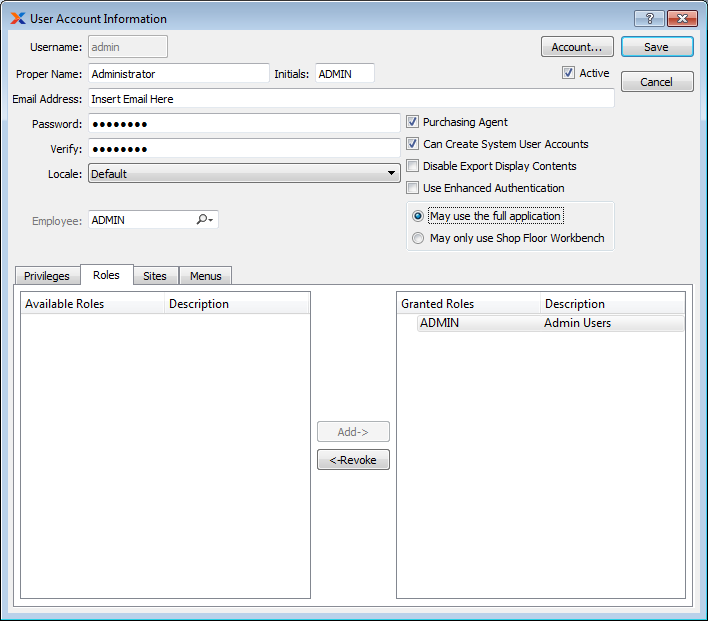 User Account Information
?
Username: admin
Account...
Save
Proper Name: Administrator
Initials: ADMIN
Active
Cancel
Email Address: Insert Email Here
Password: ●●●●●●●●
Purchasing Agent
Verify: ●●●●●●●●
Can Create System User Accounts
Locale: Default
Disable Export Display Contents
Use Enhanced Authentication
Employee: ADMIN
May use the full application
May only use Shop Floor Workbench
Privileges Roles Sites Menus
Available Roles Description
Granted Roles Description
ADMIN Admin Users
Add->
<-Revoke